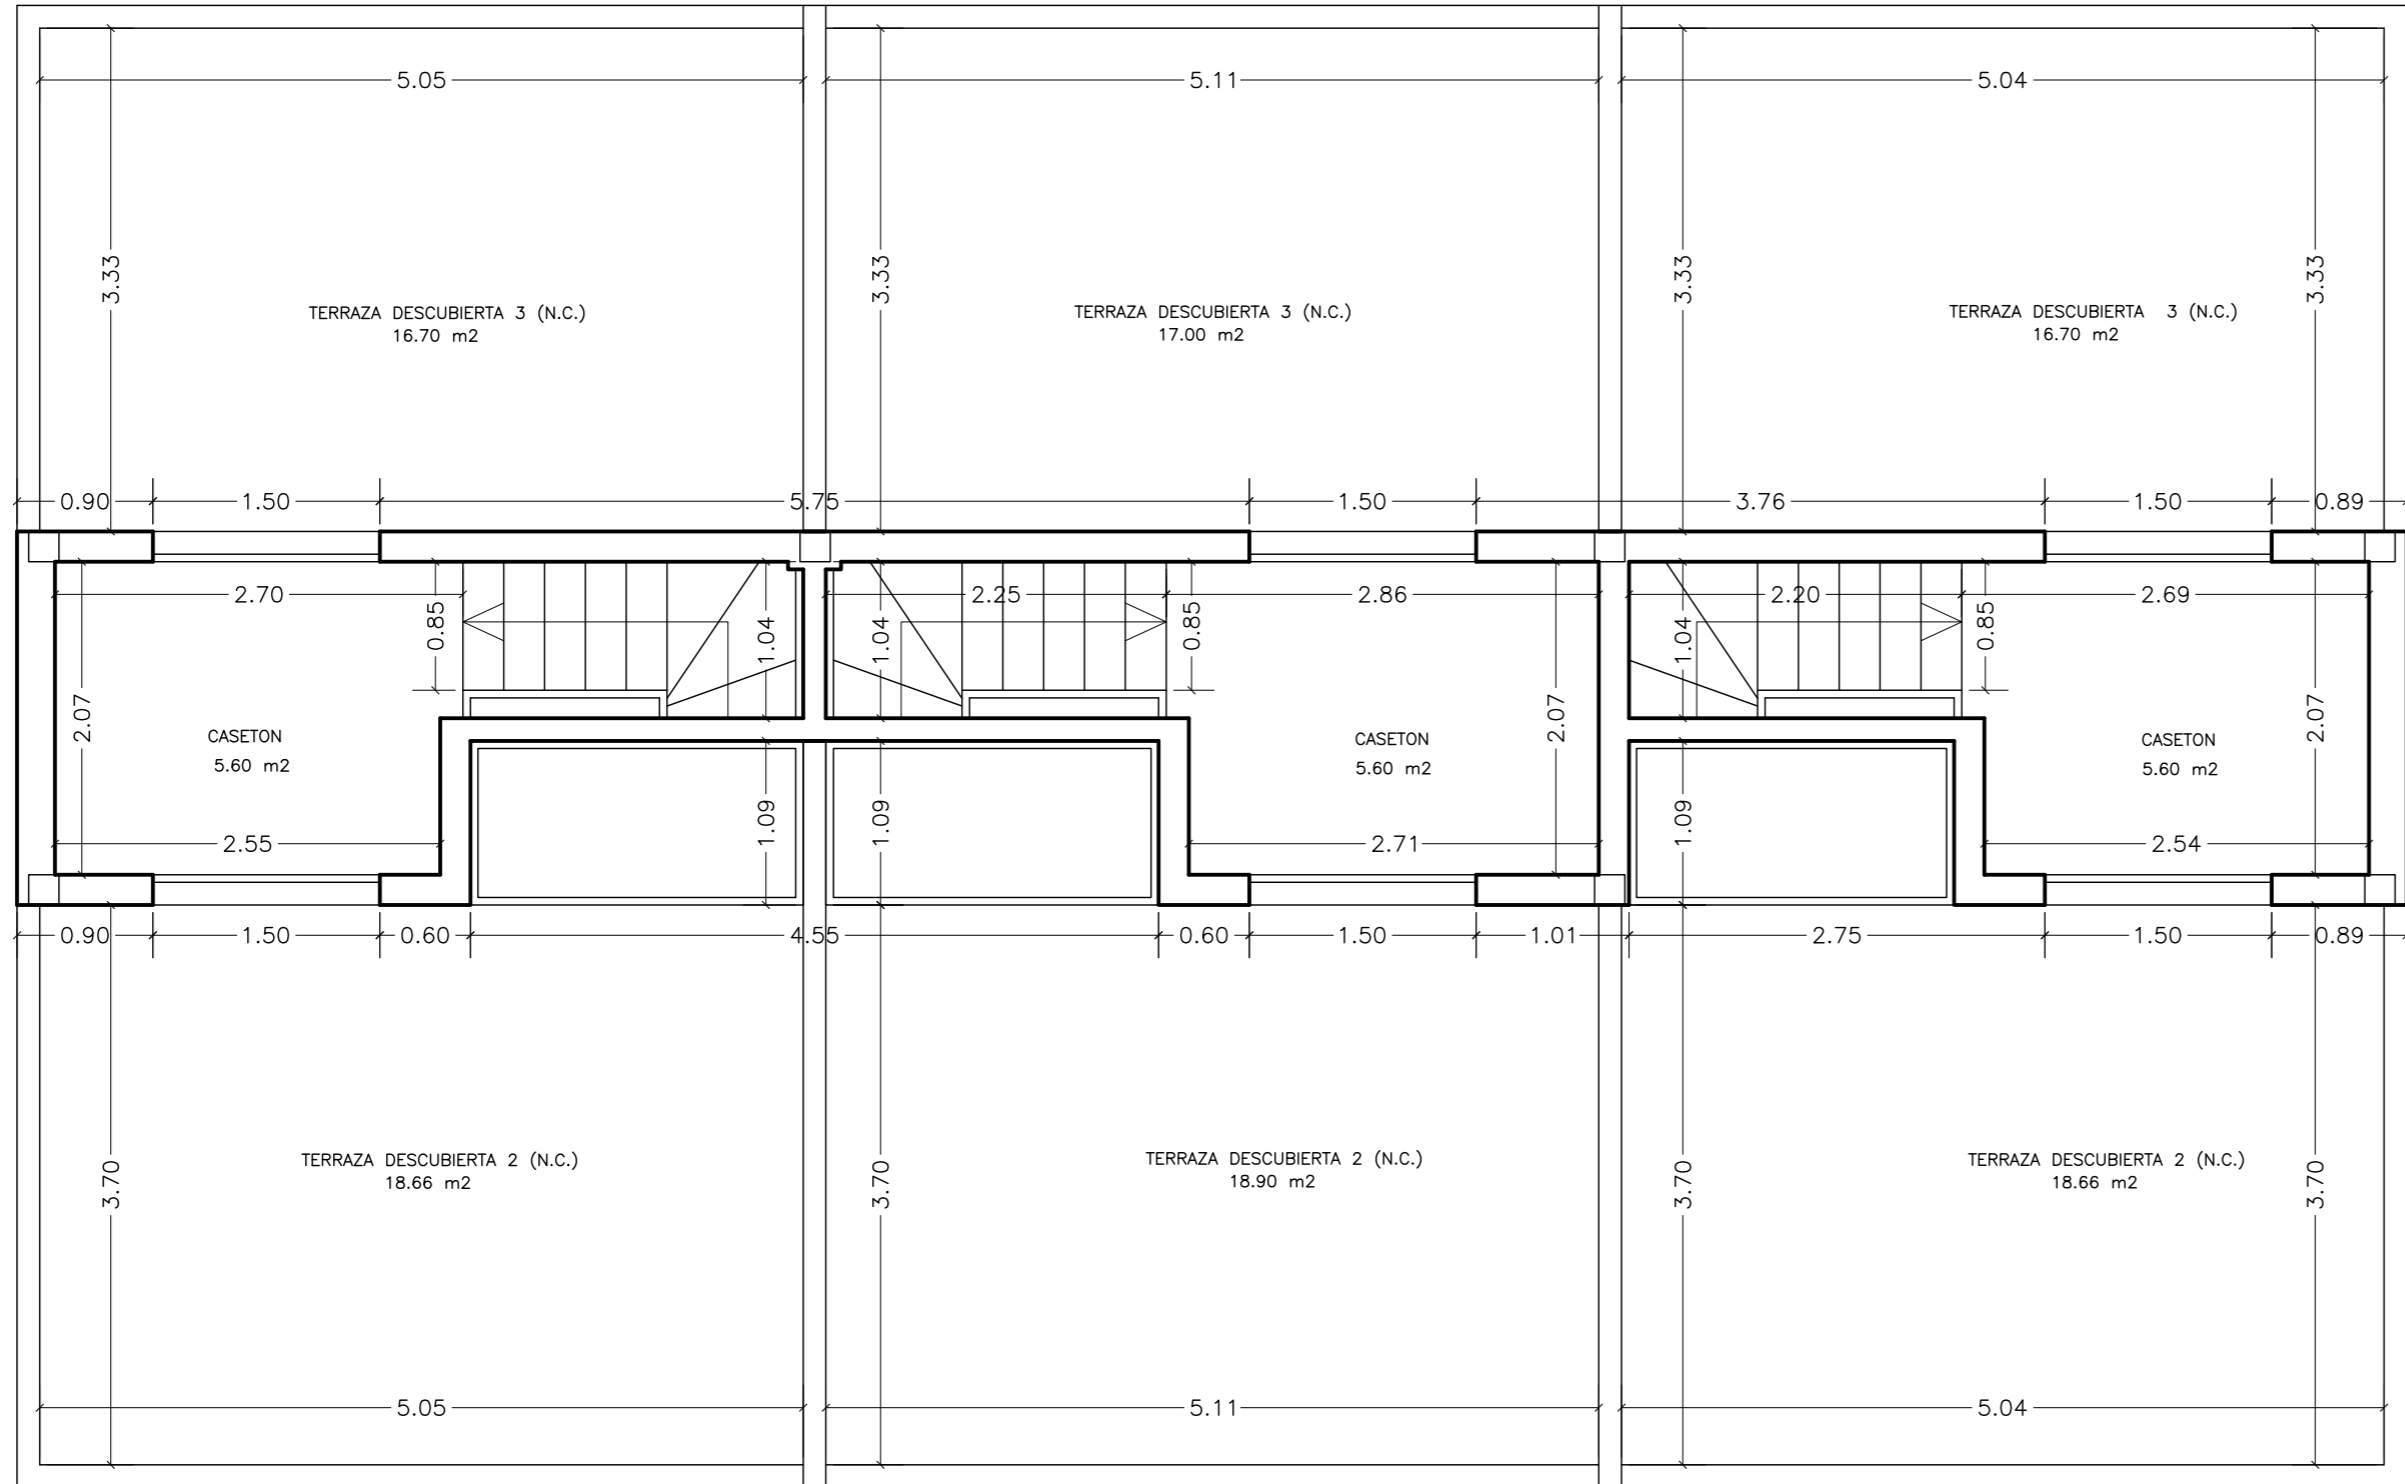 5.05
5.11
5.04
3.33
3.33
3.33
3.33
TERRAZA DESCUBIERTA 3 (N.C.)
16.70 m2
TERRAZA DESCUBIERTA 3 (N.C.)
17.00 m2
TERRAZA DESCUBIERTA 3 (N.C.)
16.70 m2
0.90
1.50
5.75
1.50
3.76
1.50
0.89
2.70
0.85
1.04
1.04
2.25
0.85
2.86
1.04
2.20
0.85
2.69
2.07
2.07
2.07
CASETON
5.60 m2
CASETON
5.60 m2
CASETON
5.60 m2
2.55
1.09
1.09
2.71
1.09
2.54
0.90
1.50
0.60
4.55
0.60
1.50
1.01
2.75
1.50
0.89
3.70
3.70
3.70
3.70
TERRAZA DESCUBIERTA 2 (N.C.)
18.66 m2
TERRAZA DESCUBIERTA 2 (N.C.)
18.90 m2
TERRAZA DESCUBIERTA 2 (N.C.)
18.66 m2
5.05
5.11
5.04